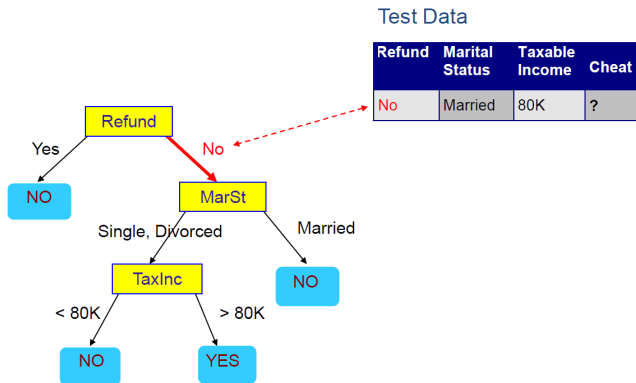 Test Data
Refund Marital Status Taxable Income Cheat
No Married 80K ?
Refund
Yes No
NO MarSt
Single, Divorced Married
TaxInc NO
< 80K > 80K
NO YES